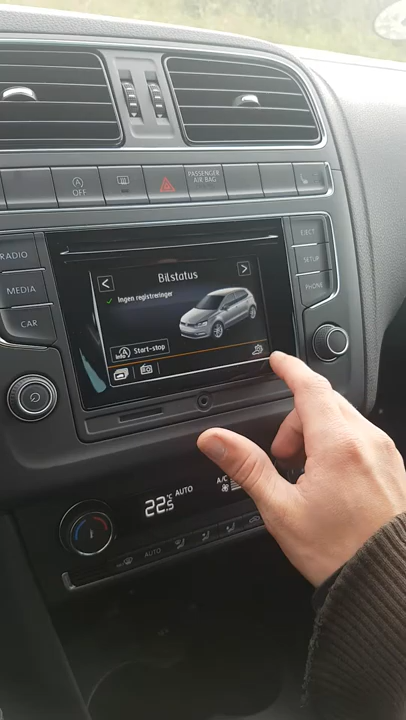 OFF
PASSENGER
AIR BAG
RADIO
MEDIA
CAR
EJECT
SETUP
PHONE
Bilstatus
Ingen registreringer
Start-stop
22.5 °C AUTO
A/C
AUTO